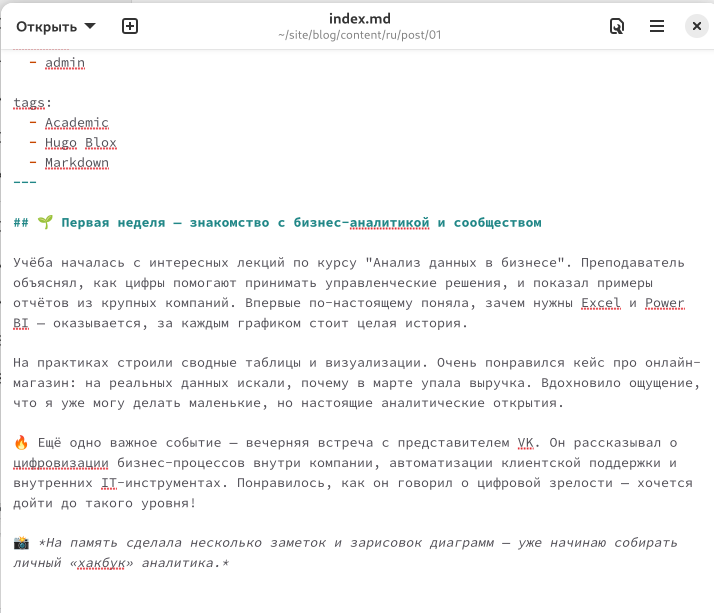 Открыть
index.md
~/site/blog/content/ru/post/01
- admin
tags:
- Academic
- Hugo Blox
- Markdown
---
## 🌱 Первая неделя — знакомство с бизнес-аналитикой и сообществом
Учёба началась с интересных лекций по курсу "Анализ данных в бизнесе". Преподаватель
объяснял, как цифры помогают принимать управленческие решения, и показал примеры
отчётов из крупных компаний. Впервые по-настоящему поняла, зачем нужны Excel и Power
BI — оказывается, за каждым графиком стоит целая история.
На практиках строили сводные таблицы и визуализации. Очень понравился кейс про онлайн-
магазин: на реальных данных искали, почему в марте упала выручка. Вдохновило ощущение,
что я уже могу делать маленькие, но настоящие аналитические открытия.
🔥 Ещё одно важное событие — вечерняя встреча с представителем VK. Он рассказывал о
цифровизации бизнес-процессов внутри компании, автоматизации клиентской поддержки и
внутренних IT-инструментах. Понравилось, как он говорил о цифровой зрелости — хочется
дойти до такого уровня!
📸 *На память сделала несколько заметок и зарисовок диаграмм — уже начинаю собирать
личный «хакбук» аналитика.*